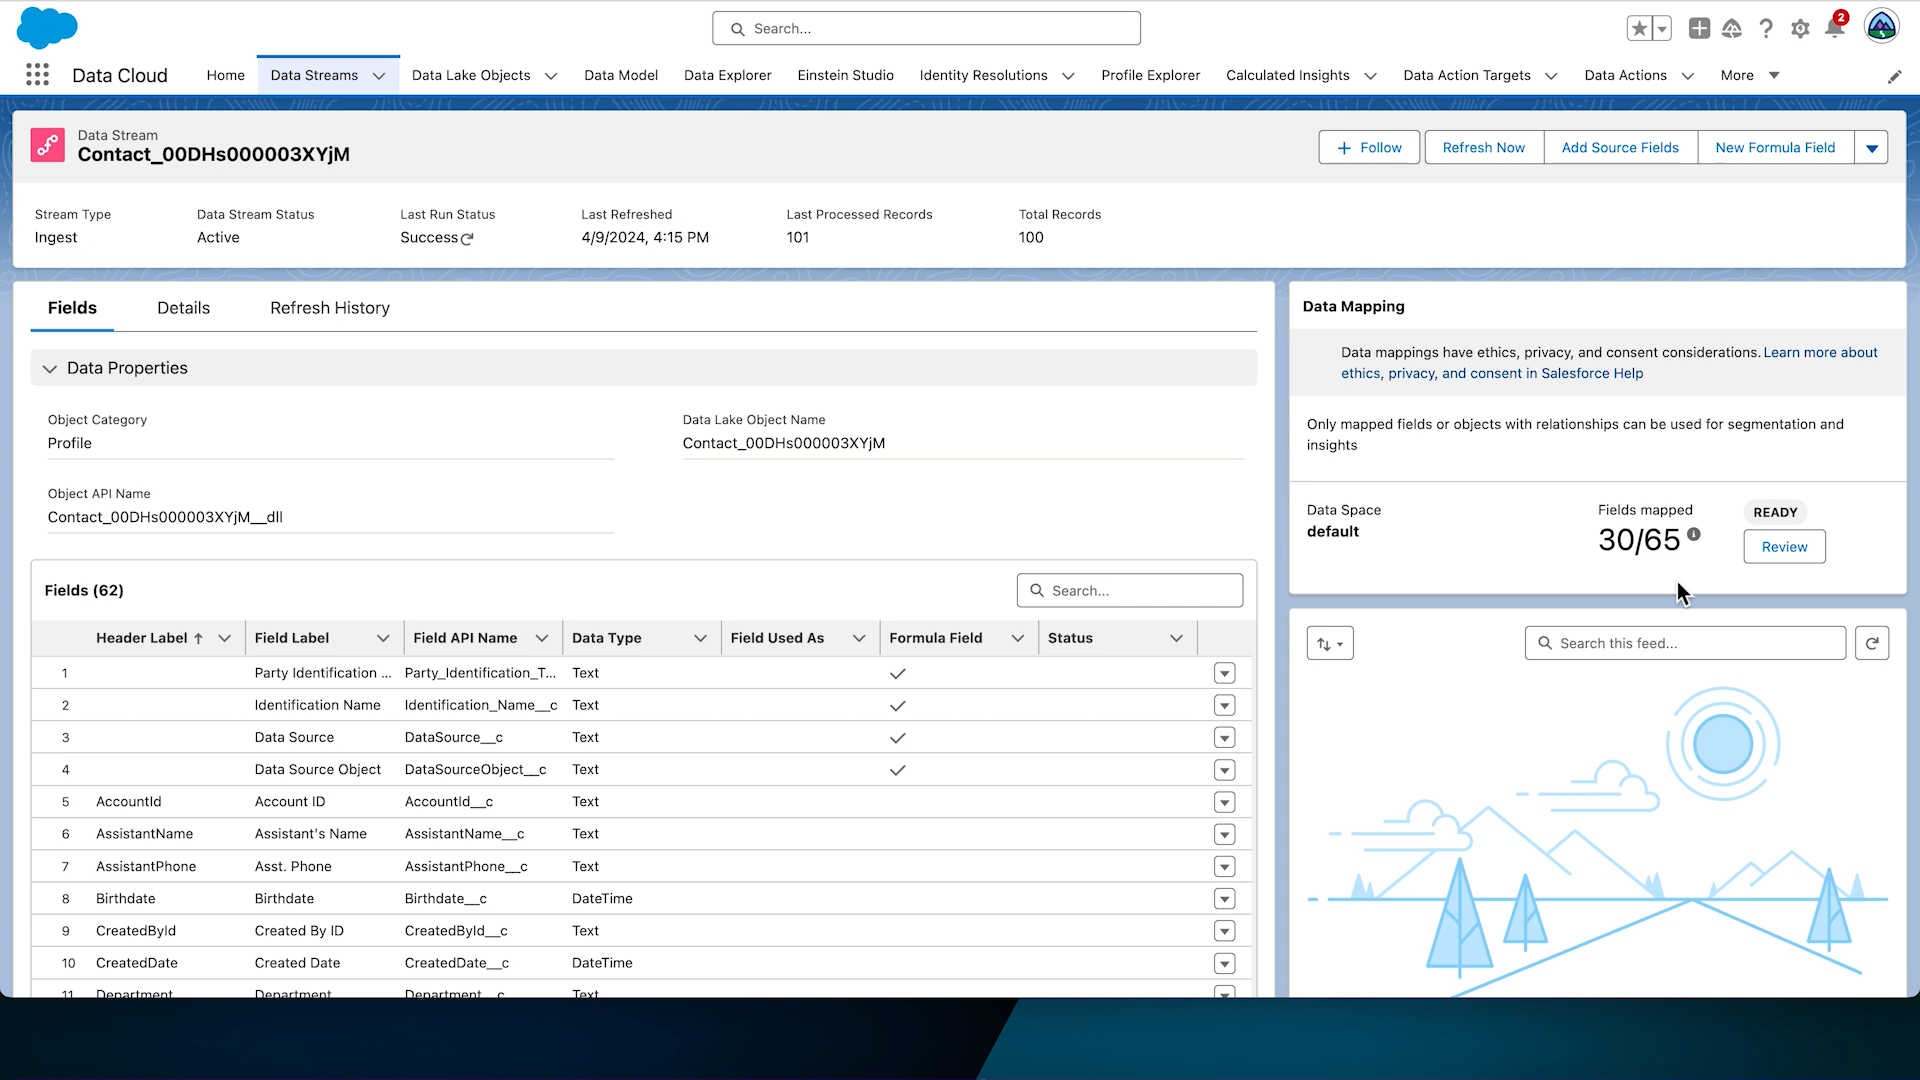 Search...
2
Data Cloud
Home
Data Streams
Data Lake Objects
Data Model
Data Explorer
Einstein Studio
Identity Resolutions
Profile Explorer
Calculated Insights
Data Action Targets
Data Actions
More
Data Stream
Contact_00DHs000003XYjM
Follow
Refresh Now
Add Source Fields
New Formula Field
Stream Type
Ingest
Data Stream Status
Active
Last Run Status
Success
Last Refreshed
4/9/2024, 4:15 PM
Last Processed Records
101
Total Records
100
Fields
Details
Refresh History
Data Properties
Object Category
Profile
Data Lake Object Name
Contact_00DHs000003XYjM
Object API Name
Contact_00DHs000003XYjM__dll
Fields (62)
Search...
Header Label Field Label Field API Name Data Type Field Used As Formula Field Status
1 Party Identification ... Party_Identification_T... Text
2 Identification Name Identification_Name__c Text
3 Data Source DataSource__c Text
4 Data Source Object DataSourceObject__c Text
5 AccountId Account ID AccountId__c Text
6 AssistantName Assistant's Name AssistantName__c Text
7 AssistantPhone Asst. Phone AssistantPhone__c Text
8 Birthdate Birthdate Birthdate__c DateTime
9 CreatedById Created By ID CreatedById__c Text
10 CreatedDate Created Date CreatedDate__c DateTime
11 Department Department Department__c Text
Data Mapping
Data mappings have ethics, privacy, and consent considerations. Learn more about
ethics, privacy, and consent in Salesforce Help
Only mapped fields or objects with relationships can be used for segmentation and
insights
Data Space
default
Fields mapped
30/65
READY
Review
Search this feed...